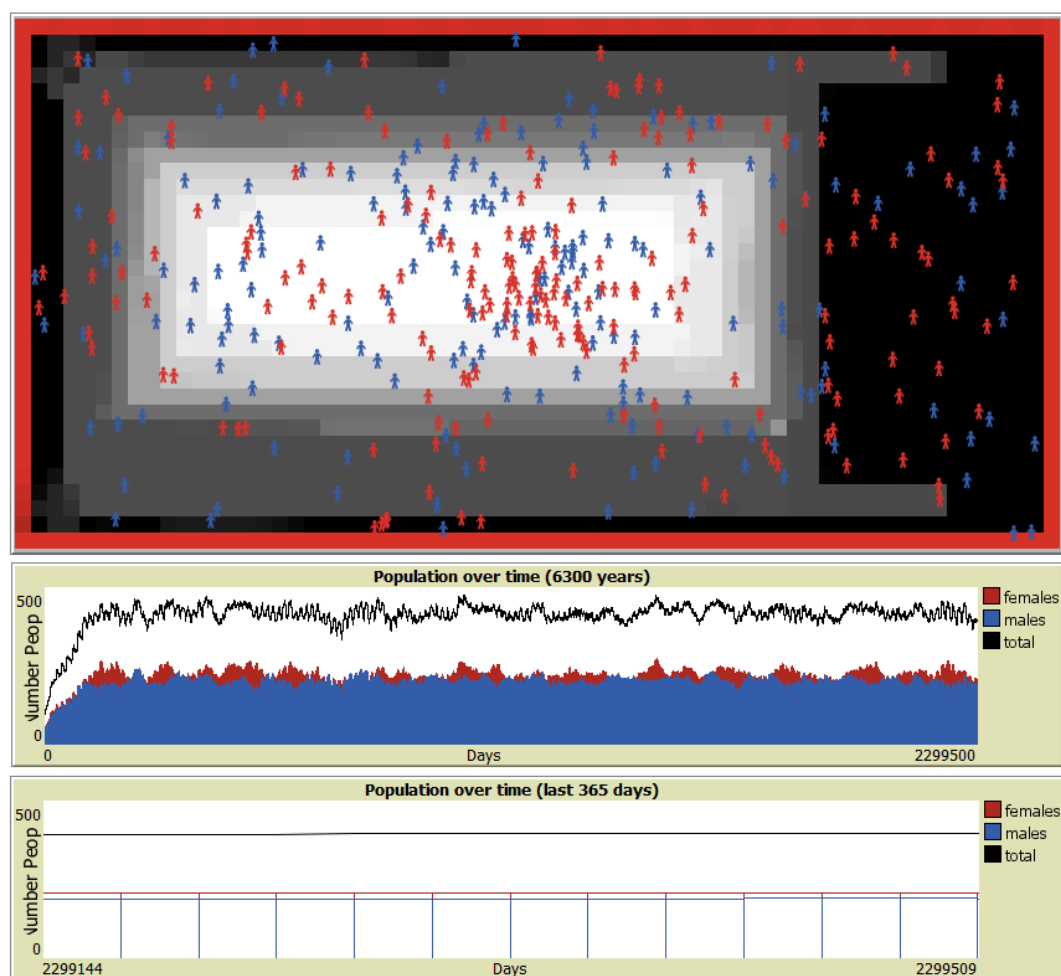 Population over time (6300 years)
500
Number Peop
0
0
Days
2299500
females
males
total
Population over time (last 365 days)
500
Number Peop
0
2299144
Days
2299509
females
males
total